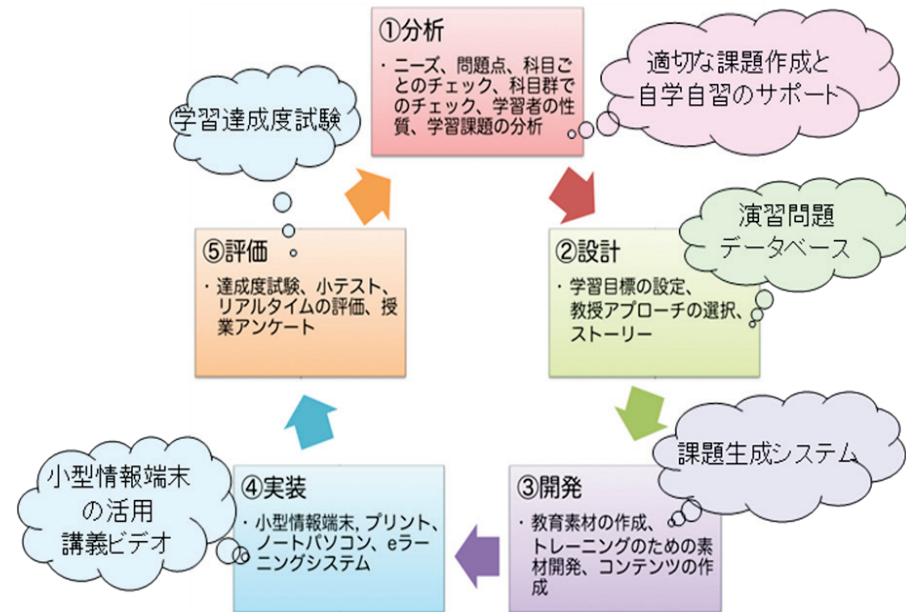 ①分析
・ニーズ、問題点、科目ご
とのチェック、科目群で
のチェック、学習者の性
質、学習課題の分析
適切な課題作成と
自学自習のサポート
②設計
・学習目標の設定、
教授アプローチの選択、
ストーリー
演習問題
データベース
③開発
・教育素材の作成、
トレーニングのための素
材開発、コンテンツの作
成
課題生成システム
④実装
・小型情報端末, プリント、
ノートパソコン、eラー
ニングシステム
小型情報端末
の活用
講義ビデオ
⑤評価
・達成度試験、小テスト、
リアルタイムの評価、授
業アンケート
学習達成度試験